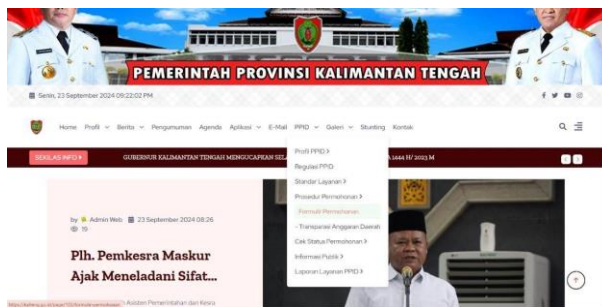 PEMERINTAH PROVINSI KALIMANTAN TENGAH
Senin, 23 September 2024 09:22:02 PM
Home Profil Berita Pengumuman Agenda Aplikasi E-Mail PPID Galeri Stunting Kontak
SEKILAS INFO
GUBERNUR KALIMANTAN TENGAH MENGUCAPKAN
1444 H/ 2023 M
Profil PPID
Regulasi PPID
Standar Layanan
Prosedur Permohonan
Formulir Permohonan
- Transparasi Anggaran Daerah
Cek Status Permohonan
Informasi Publik
Laporan Layanan PPID
by Admin Web 23 September 2024 08:26
19
Plh. Pemkesra Maskur
Ajak Meneladani Sifat...
Asisten Pemerintahan dan Kesra